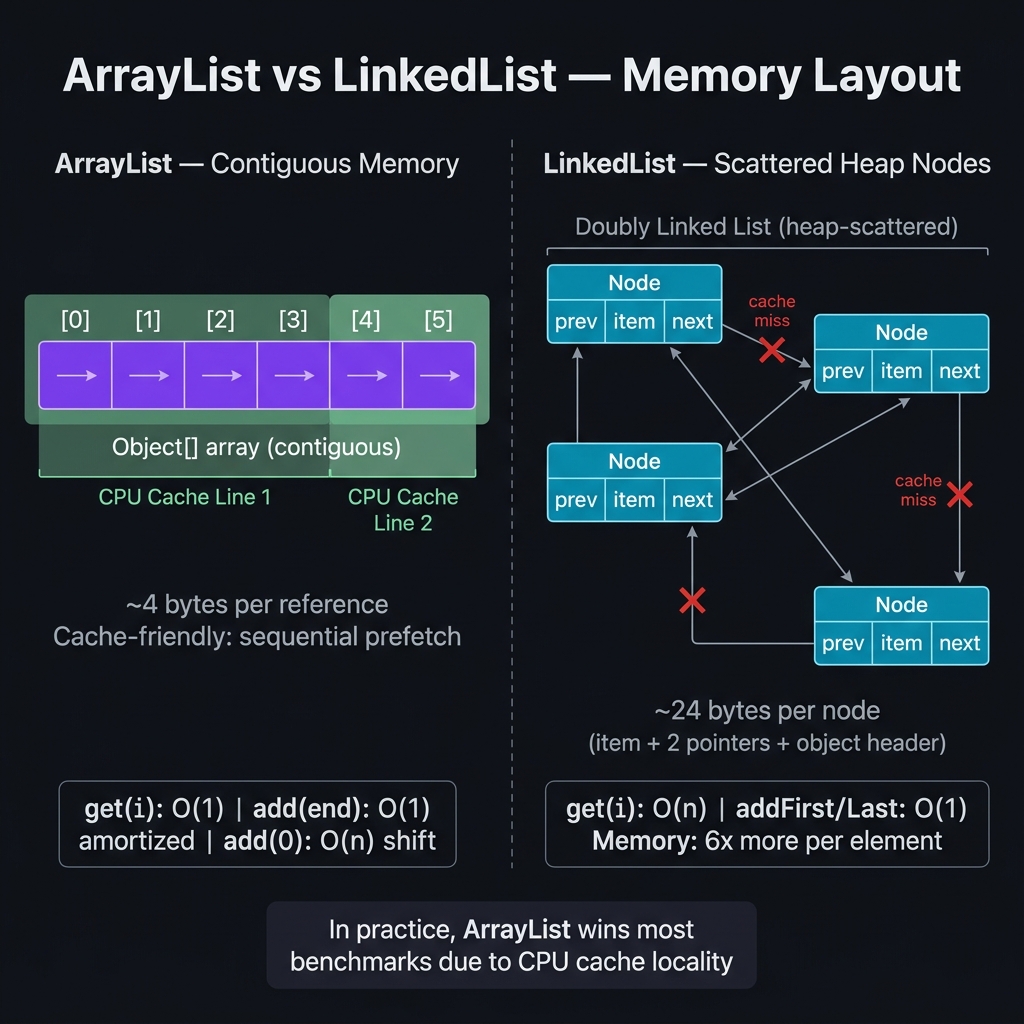 ArrayList vs LinkedList — Memory Layout
ArrayList — Contiguous Memory
[0] [1] [2] [3] [4] [5]
Object[] array (contiguous)
CPU Cache Line 1
CPU Cache
Line 2
~4 bytes per reference
Cache-friendly: sequential prefetch
get(i): O(1) | add(end): O(1)
amortized | add(0): O(n) shift
LinkedList — Scattered Heap Nodes
Doubly Linked List (heap-scattered)
Node
prev item next
cache
miss
Node
prev item next
Node
prev item next
cache
miss
Node
prev item next
~24 bytes per node
(item + 2 pointers + object header)
get(i): O(n) | addFirst/Last: O(1)
Memory: 6x more per element
In practice, ArrayList wins most
benchmarks due to CPU cache locality